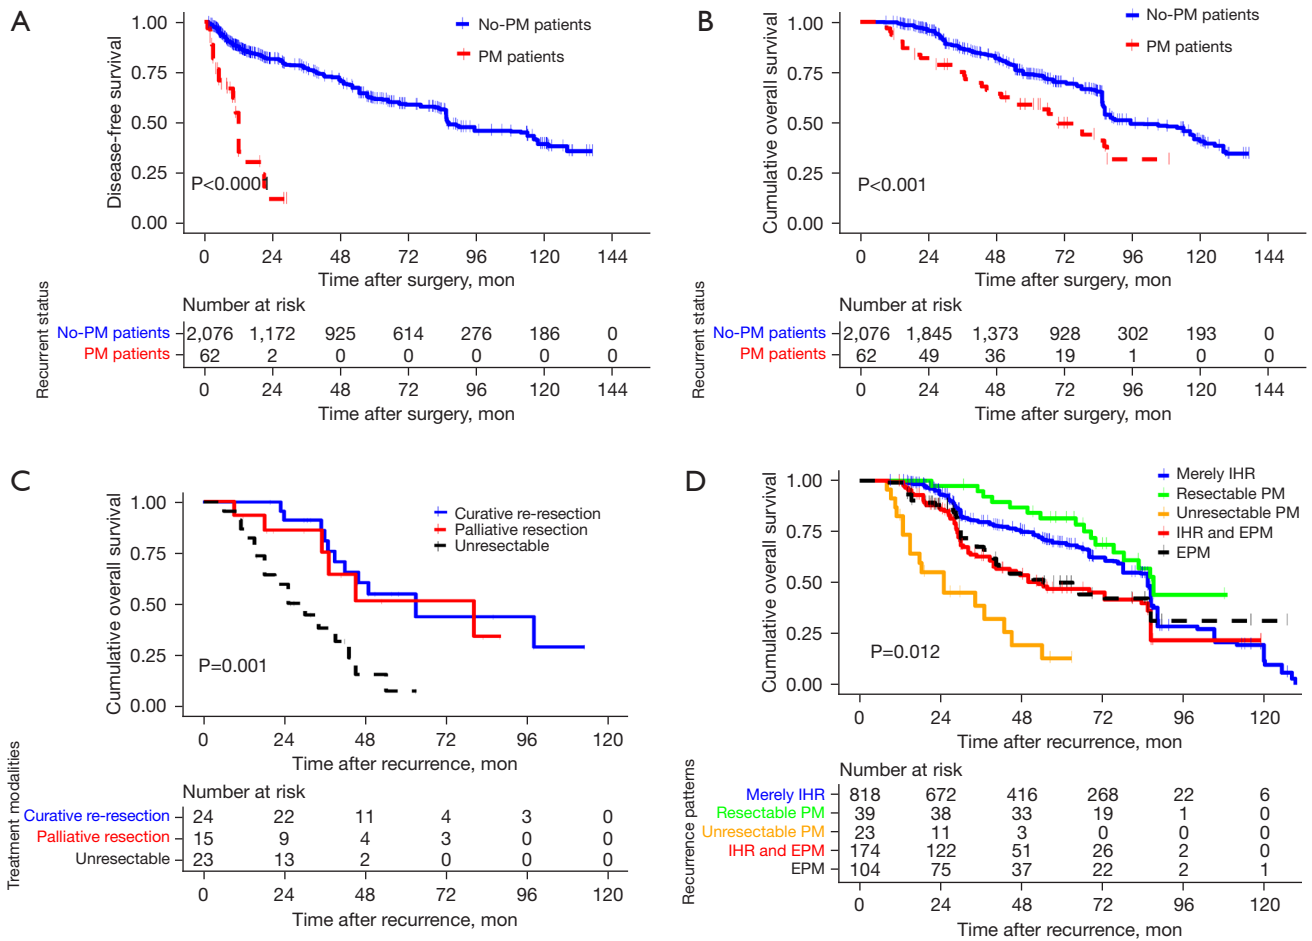 A
Disease-free survival
1.00
0.75
0.50
0.25
0.00
No-PM patients
PM patients
P<0.0001
0 24 48 72 96 120 144
Time after surgery, mon
Recurrent status
Number at risk
No-PM patients 2,076 1,172 925 614 276 186 0
PM patients 62 2 0 0 0 0 0
0 24 48 72 96 120 144
Time after surgery, mon
B
Cumulative overall survival
1.00
0.75
0.50
0.25
0.00
No-PM patients
PM patients
P<0.001
0 24 48 72 96 120 144
Time after surgery, mon
Recurrent status
Number at risk
No-PM patients 2,076 1,845 1,373 928 302 193 0
PM patients 62 49 36 19 1 0 0
0 24 48 72 96 120 144
Time after surgery, mon
C
Cumulative overall survival
1.00
0.75
0.50
0.25
0.00
Curative re-resection
Palliative resection
Unresectable
P=0.001
0 24 48 72 96 120
Time after recurrence, mon
Treatment modalities
Number at risk
Curative re-resection 24 22 11 4 3 0
Palliative resection 15 9 4 3 0 0
Unresectable 23 13 2 0 0 0
0 24 48 72 96 120
Time after recurrence, mon
D
Cumulative overall survival
1.00
0.75
0.50
0.25
0.00
Merely IHR
Resectable PM
Unresectable PM
IHR and EPM
EPM
P=0.012
0 24 48 72 96 120
Time after recurrence, mon
Recurrence patterns
Number at risk
Merely IHR 818 672 416 268 22 6
Resectable PM 39 38 33 19 1 0
Unresectable PM 23 11 3 0 0 0
IHR and EPM 174 122 51 26 2 0
EPM 104 75 37 22 2 1
0 24 48 72 96 120
Time after recurrence, mon